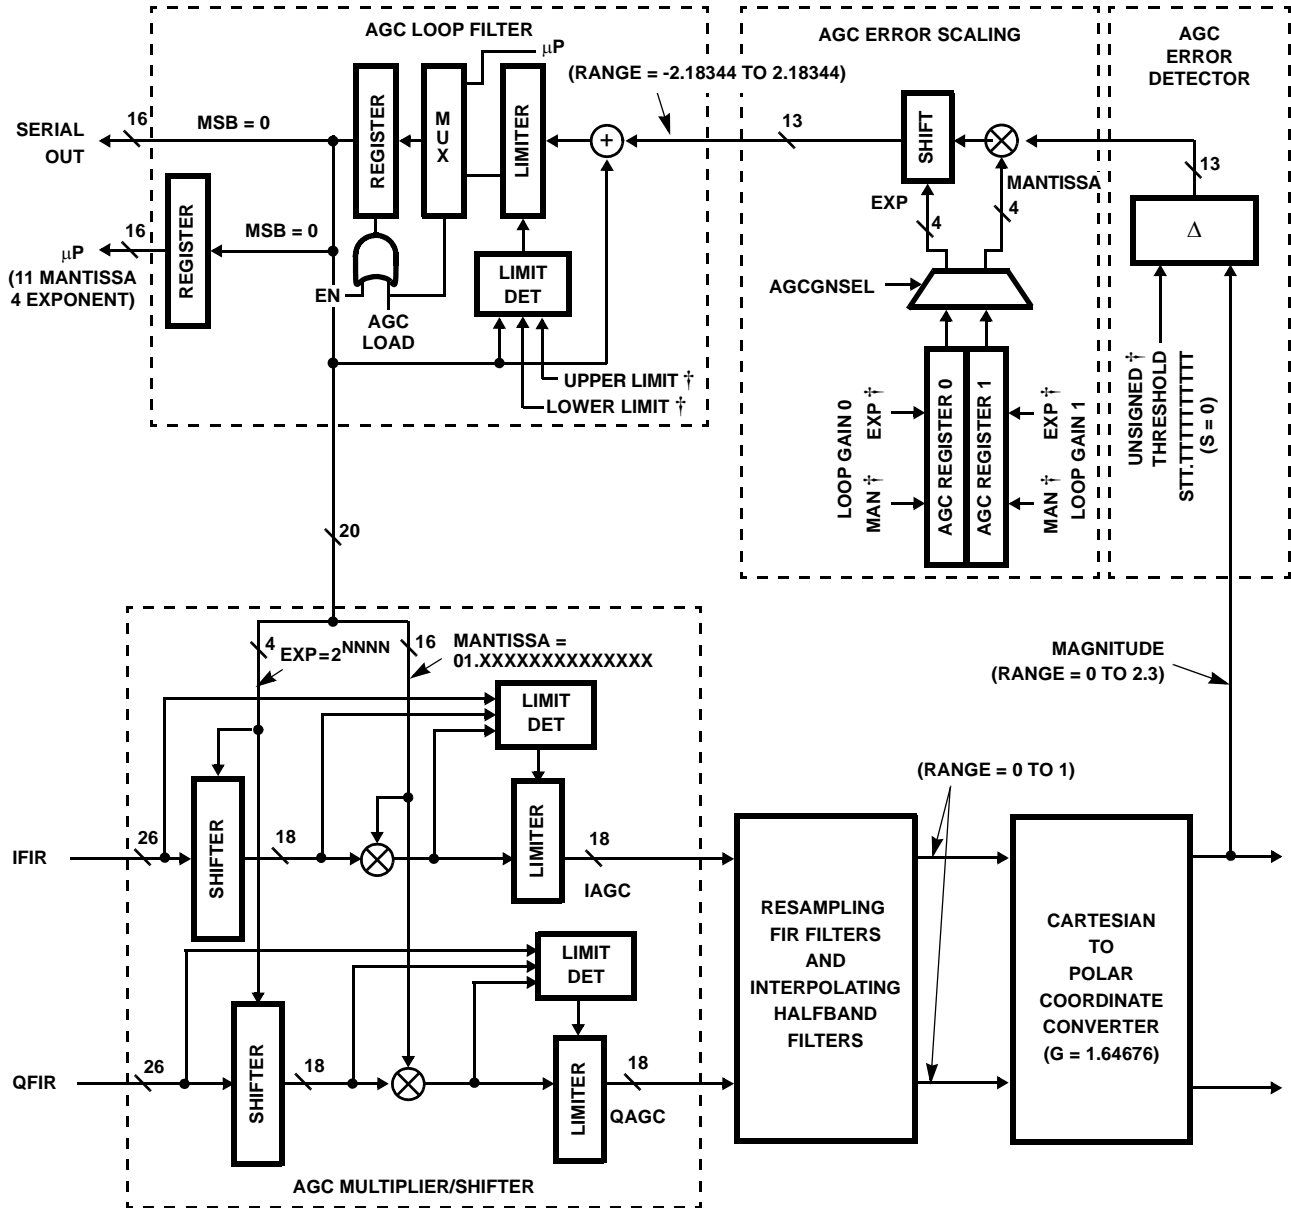 AGC LOOP FILTER
μP
REGISTER
MUX
LIMITER
16
MSB = 0
SERIAL
OUT
16
MSB = 0
μP
(11 MANTISSA
4 EXPONENT)
REGISTER
EN
AGC
LOAD
LIMIT
DET
+
UPPER LIMIT †
LOWER LIMIT †
(RANGE = -2.18344 TO 2.18344)
AGC ERROR SCALING
13
SHIFT
EXP
4
MANTISSA
4
AGCGNSEL
AGC REGISTER 0
AGC REGISTER 1
LOOP GAIN 0
EXP †
MAN †
EXP †
MAN †
LOOP GAIN 1
AGC
ERROR
DETECTOR
13
Δ
UNSIGNED †
THRESHOLD
STT.TTTTTTTTTT
(S = 0)
20
4
EXP=2^NNNN
16
MANTISSA =
01.XXXXXXXXXXXXXX
LIMIT
DET
IFIR
26
SHIFTER
18
LIMITER
18
IAGC
LIMIT
DET
QFIR
26
SHIFTER
18
LIMITER
18
QAGC
AGC MULTIPLIER/SHIFTER
MAGNITUDE
(RANGE = 0 TO 2.3)
(RANGE = 0 TO 1)
RESAMPLING
FIR FILTERS
AND
INTERPOLATING
HALFBAND
FILTERS
CARTESIAN
TO
POLAR
COORDINATE
CONVERTER
(G = 1.64676)